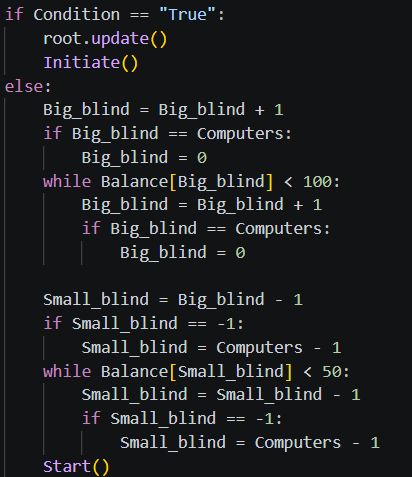 if Condition == "True":
    root.update()
    Initiate()
else:
    Big_blind = Big_blind + 1
    if Big_blind == Computers:
        Big_blind = 0
    while Balance[Big_blind] < 100:
        Big_blind = Big_blind + 1
        if Big_blind == Computers:
            Big_blind = 0

    Small_blind = Big_blind - 1
    if Small_blind == -1:
        Small_blind = Computers - 1
    while Balance[Small_blind] < 50:
        Small_blind = Small_blind - 1
        if Small_blind == -1:
            Small_blind = Computers - 1
    Start()